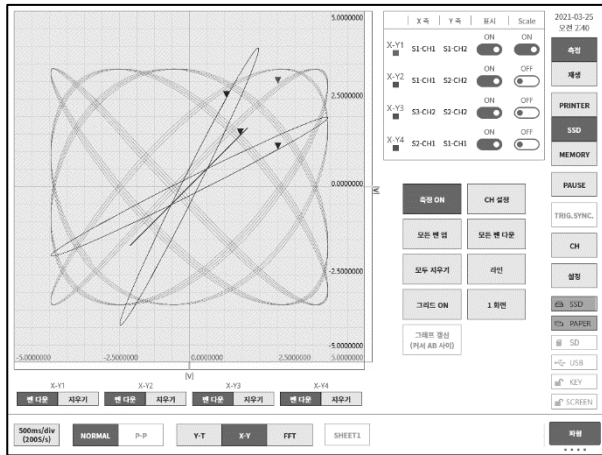 X 축 Y 축 표시 Scale
X-Y1 S1-CH1 S1-CH2 ON ON
X-Y2 S1-CH1 S2-CH2 ON OFF
X-Y3 S3-CH2 S2-CH2 ON OFF
X-Y4 S2-CH1 S1-CH1 ON OFF
2021-03-25
오전 2:40
측정
재생
PRINTER
SSD
MEMORY
PAUSE
TRIG.SYNC.
CH
설정
SSD
PAPER
SD
USB
KEY
SCREEN
5.0000000
2.5000000
0.0000000
[V]
-2.5000000
-5.0000000
-5.0000000 -2.5000000 0.0000000 2.5000000 5.0000000
[V]
측정 ON CH 설정
모든 펜 업 모든 펜 다운
모두 지우기 라인
그리드 ON 1 화면
그래프 갱신
(커서 AB 사이)
X-Y1 X-Y2 X-Y3 X-Y4
펜 다운 지우기 펜 다운 지우기 펜 다운 지우기 펜 다운 지우기
500ms/div
(200S/s)
NORMAL P-P Y-T X-Y FFT SHEET1 파형